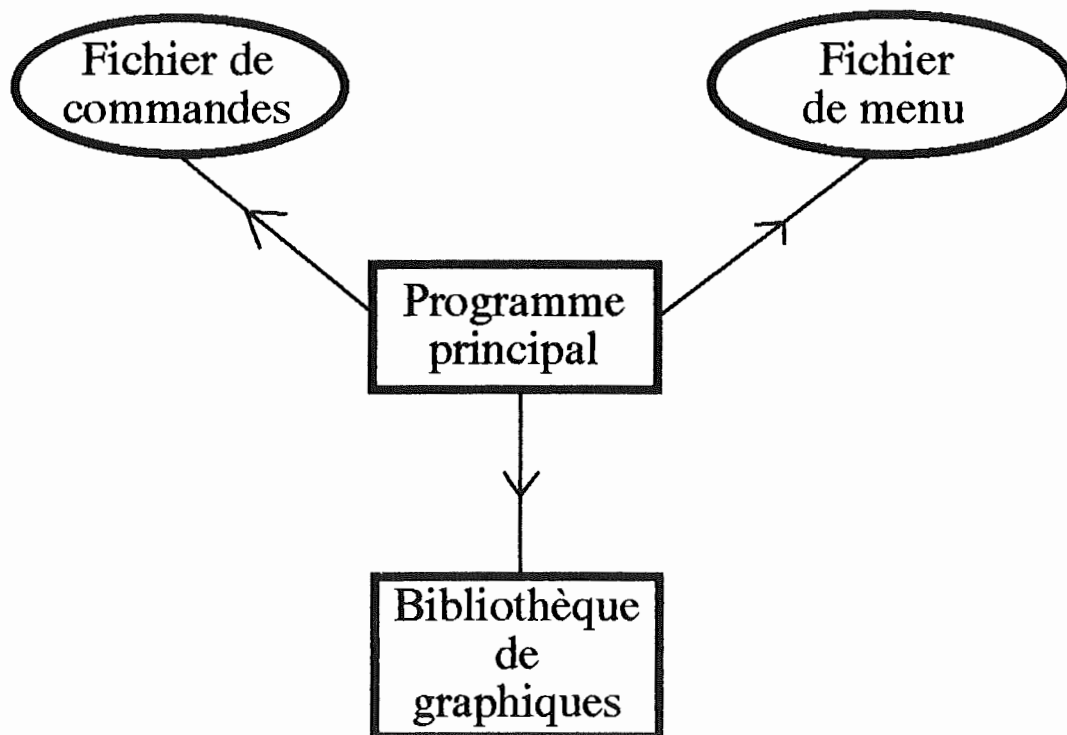 Fichier de
commandes
Fichier
de menu
Programme
principal
Bibliothèque
de
graphiques